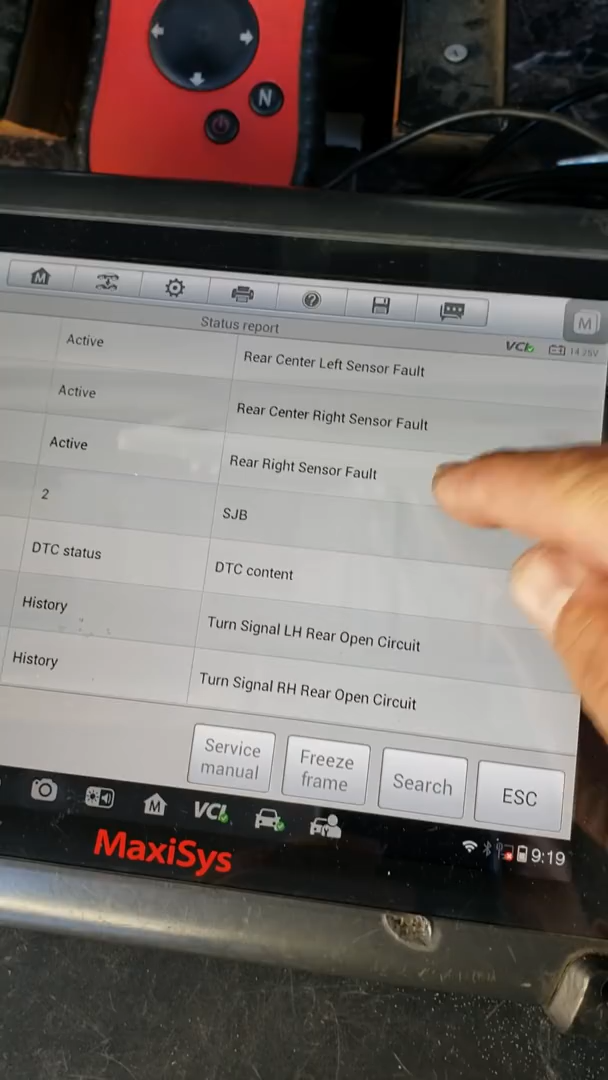 N
M
Status report
M
VCI
14.25V
Active
Rear Center Left Sensor Fault
Active
Rear Center Right Sensor Fault
Active
Rear Right Sensor Fault
2
SJB
DTC status
DTC content
History
Turn Signal LH Rear Open Circuit
History
Turn Signal RH Rear Open Circuit
Service
manual
Freeze
frame
Search
ESC
M
VCI
9:19
MaxiSys